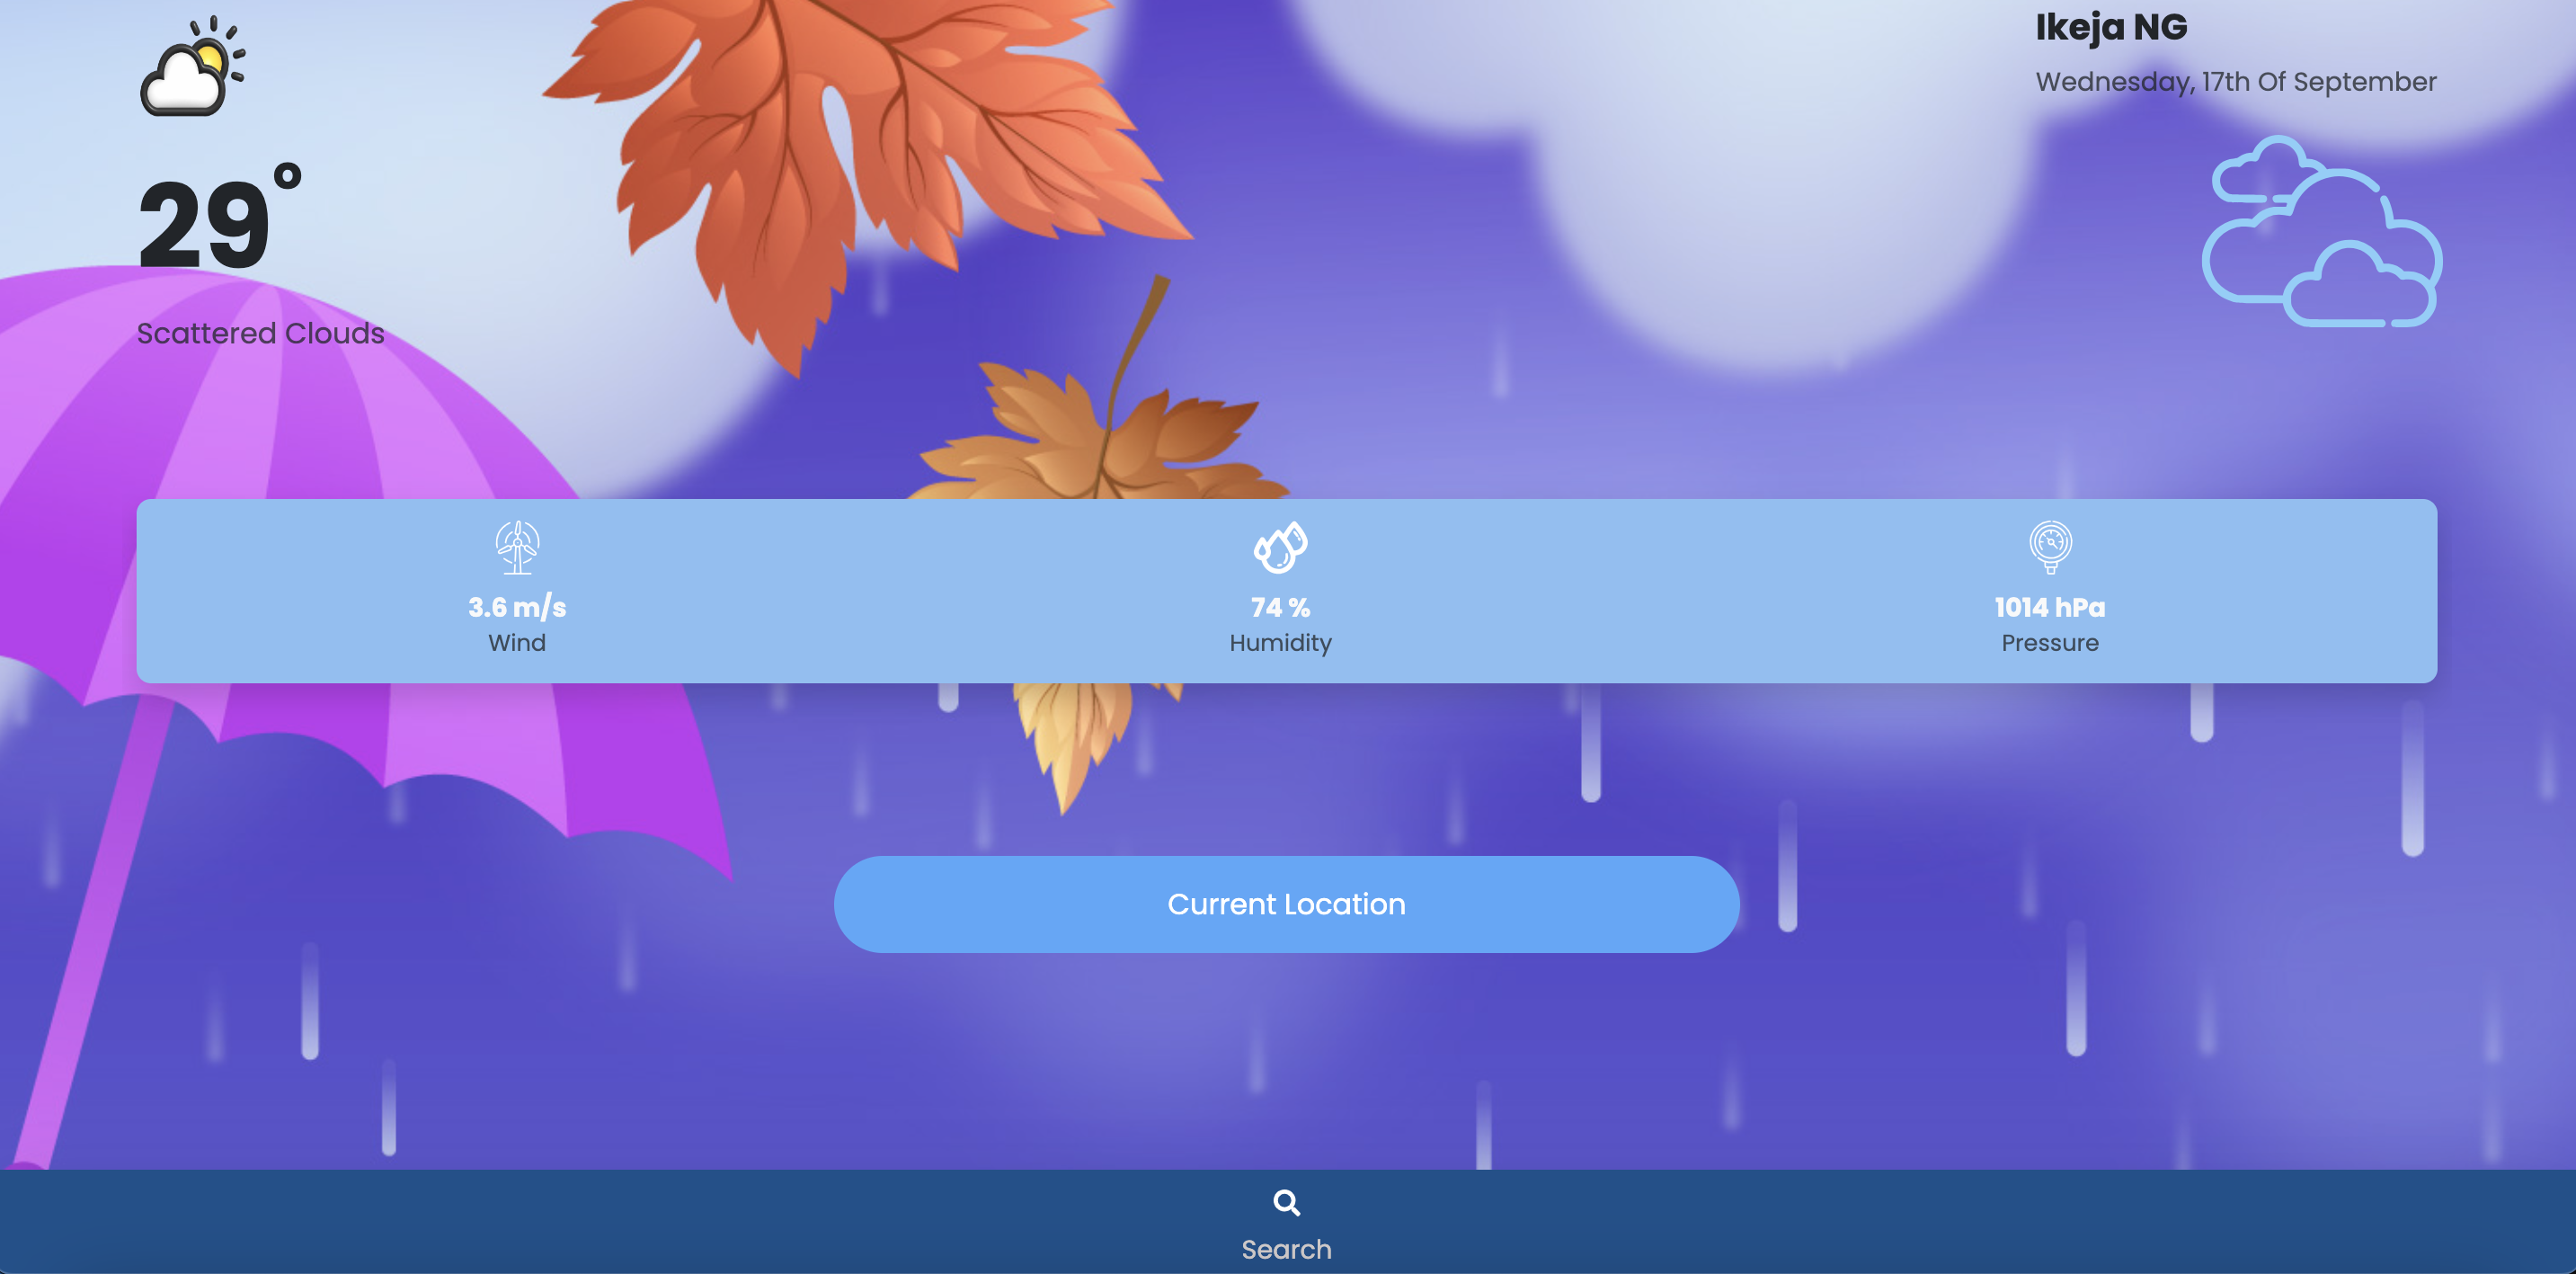 Ikeja NG
Wednesday, 17th Of September
29°
Scattered Clouds
3.6 m/s
Wind
74 %
Humidity
1014 hPa
Pressure
Current Location
Search